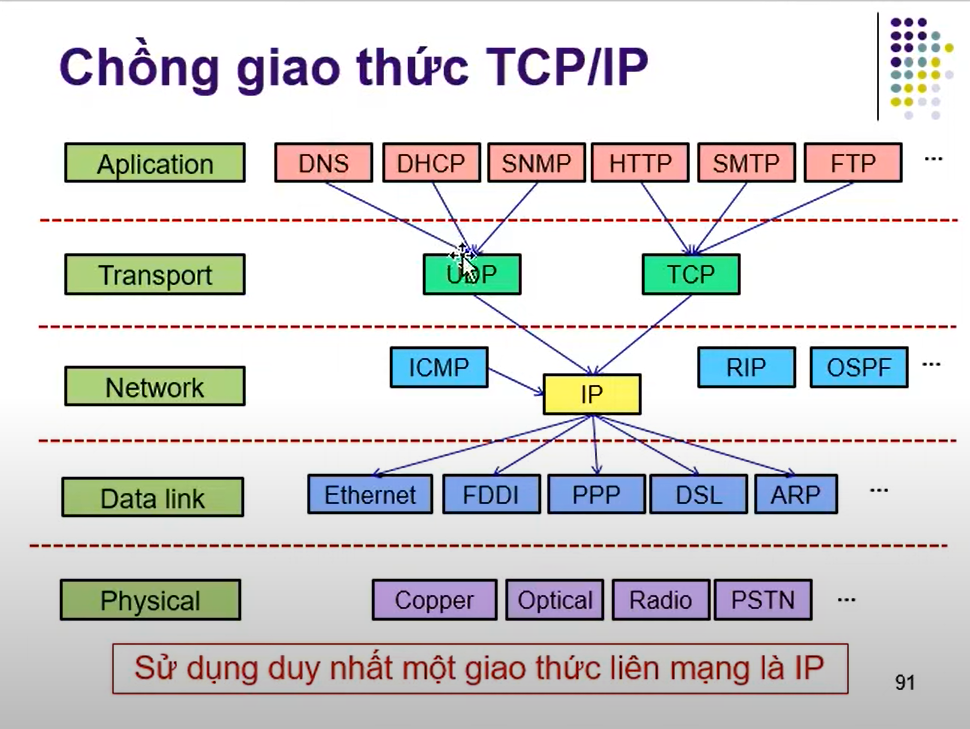 Chồng giao thức TCP/IP
Aplication DNS DHCP SNMP HTTP SMTP FTP ...
Transport UDP TCP
Network ICMP IP RIP OSPF ...
Data link Ethernet FDDI PPP DSL ARP ...
Physical Copper Optical Radio PSTN ...
Sử dụng duy nhất một giao thức liên mạng là IP
91